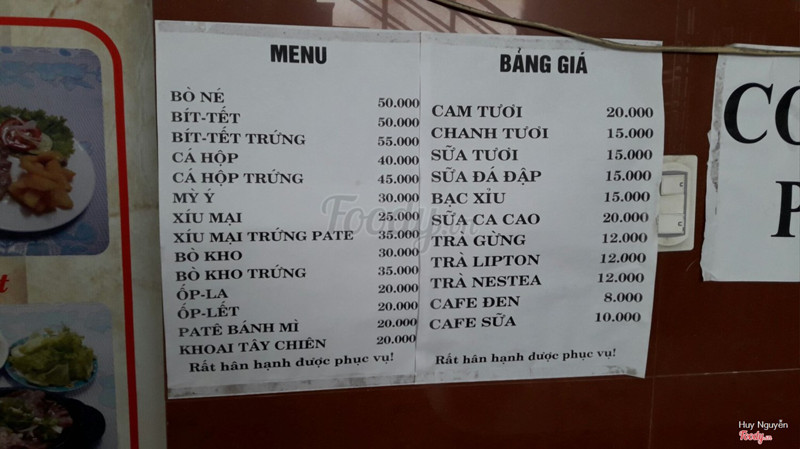 MENU
BÒ NÉ 50.000
BÍT-TẾT 50.000
BÍT-TẾT TRỨNG 55.000
CÁ HỘP 40.000
CÁ HỘP TRỨNG 45.000
MỲ Ý 30.000
XÍU MẠI 25.000
XÍU MẠI TRỨNG PATE 35.000
BÒ KHO 30.000
BÒ KHO TRỨNG 35.000
ỐP-LA 20.000
ỐP-LẾT 20.000
PATÊ BÁNH MÌ 20.000
KHOAI TÂY CHIÊN 20.000
Rất hân hạnh được phục vụ!
BẢNG GIÁ
CAM TƯƠI 20.000
CHANH TƯƠI 15.000
SỮA TƯƠI 15.000
SỮA ĐÁ ĐẬP 15.000
BẠC XỈU 15.000
SỮA CA CAO 20.000
TRÀ GỪNG 12.000
TRÀ LIPTON 12.000
TRÀ NESTEA 12.000
CAFE ĐEN 8.000
CAFE SỮA 10.000
Rất hân hạnh được phục vụ!
CÓ
P
Foody.vn
Huy Nguyễn
Foody.vn